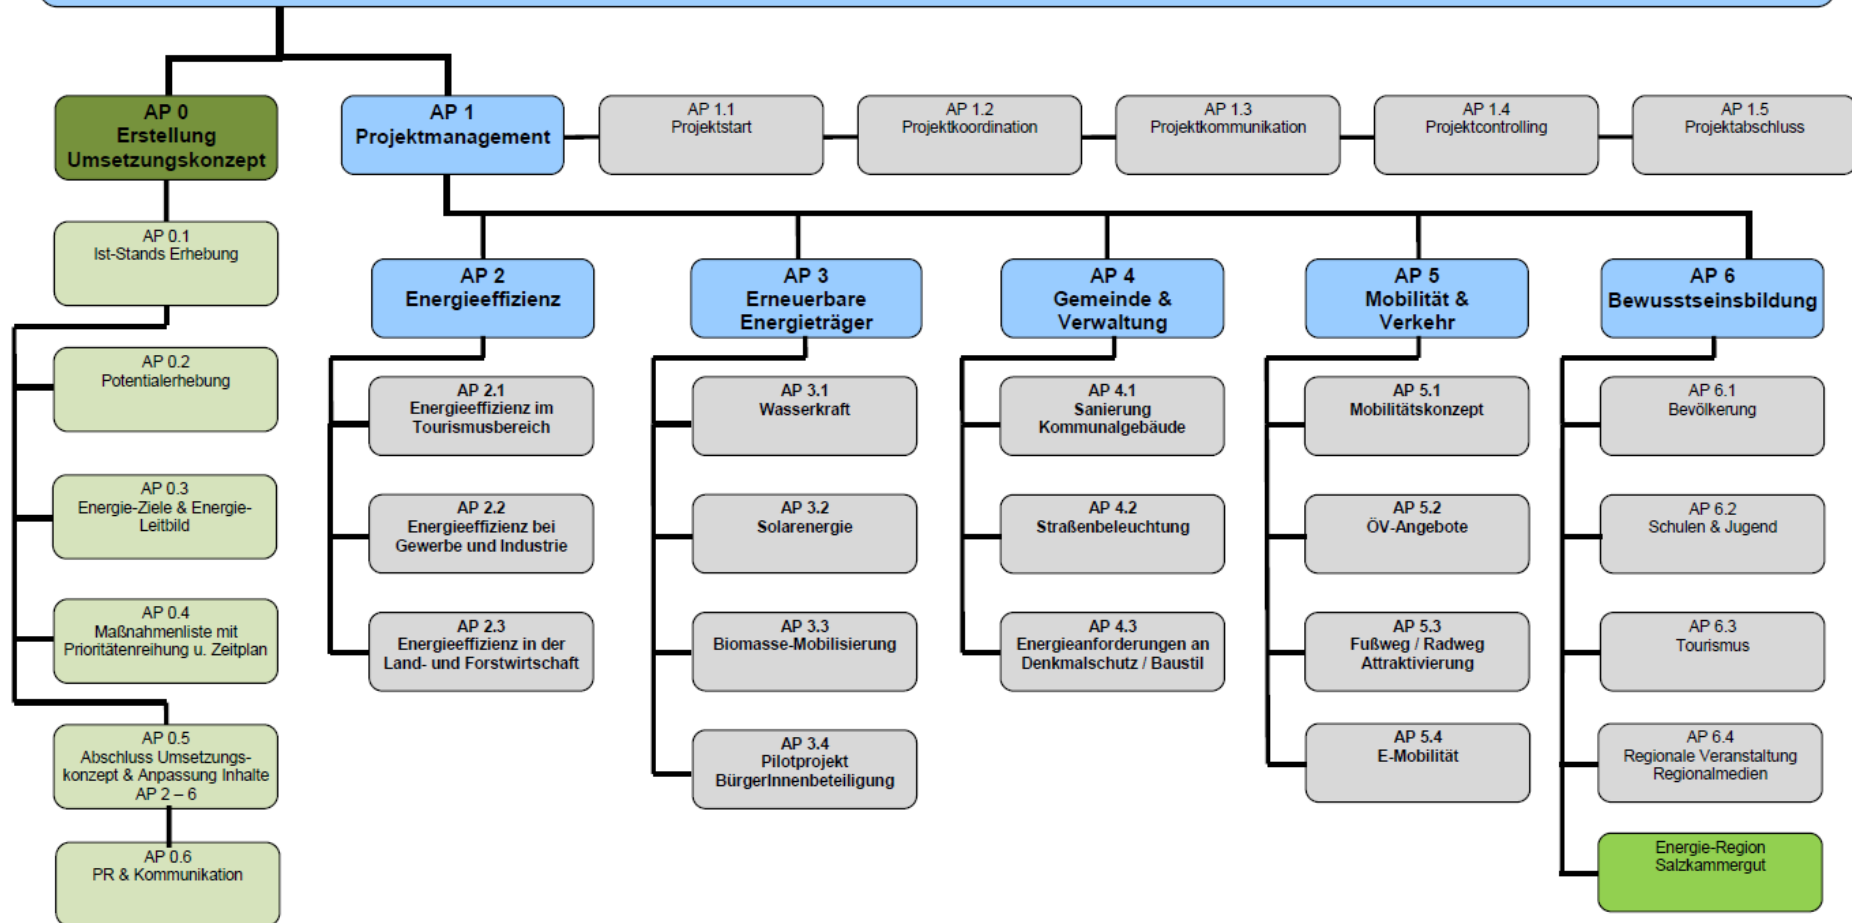 AP 0
Erstellung
Umsetzungskonzept
AP 1
Projektmanagement
AP 1.1
Projektstart
AP 1.2
Projektkoordination
AP 1.3
Projektkommunikation
AP 1.4
Projektcontrolling
AP 1.5
Projektabschluss
AP 0.1
Ist-Stands Erhebung
AP 0.2
Potentialerhebung
AP 0.3
Energie-Ziele & Energie-
Leitbild
AP 0.4
Maßnahmenliste mit
Prioritätenreihung u. Zeitplan
AP 0.5
Abschluss Umsetzungs-
konzept & Anpassung Inhalte
AP 2 – 6
AP 0.6
PR & Kommunikation
AP 2
Energieeffizienz
AP 2.1
Energieeffizienz im
Tourismusbereich
AP 2.2
Energieeffizienz bei
Gewerbe und Industrie
AP 2.3
Energieeffizienz in der
Land- und Forstwirtschaft
AP 3
Erneuerbare
Energieträger
AP 3.1
Wasserkraft
AP 3.2
Solarenergie
AP 3.3
Biomasse-Mobilisierung
AP 3.4
Pilotprojekt
BürgerInnenbeteiligung
AP 4
Gemeinde &
Verwaltung
AP 4.1
Sanierung
Kommunalgebäude
AP 4.2
Straßenbeleuchtung
AP 4.3
Energieanforderungen an
Denkmalschutz / Baustil
AP 5
Mobilität &
Verkehr
AP 5.1
Mobilitätskonzept
AP 5.2
ÖV-Angebote
AP 5.3
Fußweg / Radweg
Attraktivierung
AP 5.4
E-Mobilität
AP 6
Bewusstseinsbildung
AP 6.1
Bevölkerung
AP 6.2
Schulen & Jugend
AP 6.3
Tourismus
AP 6.4
Regionale Veranstaltung
Regionalmedien
Energie-Region
Salzkammergut